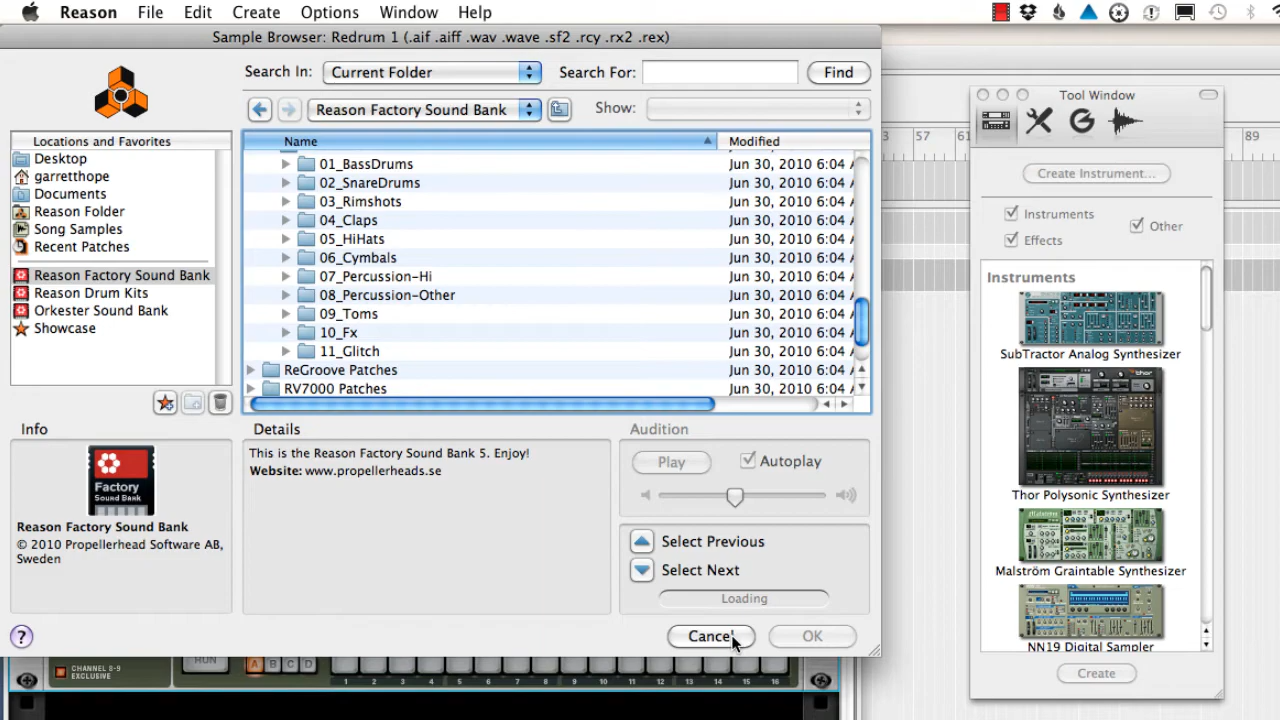 Reason File Edit Create Options Window Help
Sample Browser: Redrum 1 (.aif .aiff .wav .wave .sf2 .rcy .rx2 .rex)
Search In: Current Folder Search For: Find
Reason Factory Sound Bank Show:
Locations and Favorites
Desktop
garretthope
Documents
Reason Folder
Song Samples
Recent Patches
Reason Factory Sound Bank
Reason Drum Kits
Orkester Sound Bank
Showcase
Name Modified
01_BassDrums Jun 30, 2010 6:04
02_SnareDrums Jun 30, 2010 6:04
03_Rimshots Jun 30, 2010 6:04
04_Claps Jun 30, 2010 6:04
05_HiHats Jun 30, 2010 6:04
06_Cymbals Jun 30, 2010 6:04
07_Percussion-Hi Jun 30, 2010 6:04
08_Percussion-Other Jun 30, 2010 6:04
09_Toms Jun 30, 2010 6:04
10_Fx Jun 30, 2010 6:04
11_Glitch Jun 30, 2010 6:04
ReGroove Patches Jun 30, 2010 6:04
RV7000 Patches Jun 30, 2010 6:04
Info
Factory
Sound Bank
Reason Factory Sound Bank
© 2010 Propellerhead Software AB,
Sweden
Details
This is the Reason Factory Sound Bank 5. Enjoy!
Website: www.propellerheads.se
Audition
Play Autoplay
Select Previous
Select Next
Loading
Cancel OK
CHANNEL 8-9
EXCLUSIVE
RUN
A B C D
1 2 3 4 5 6 7 8 9 10 11 12 13 14 15 16
57 61 89
Tool Window
Create Instrument...
Instruments
Effects
Other
Instruments
SubTractor Analog Synthesizer
Thor Polysonic Synthesizer
Malström Graintable Synthesizer
NN19 Digital Sampler
Create